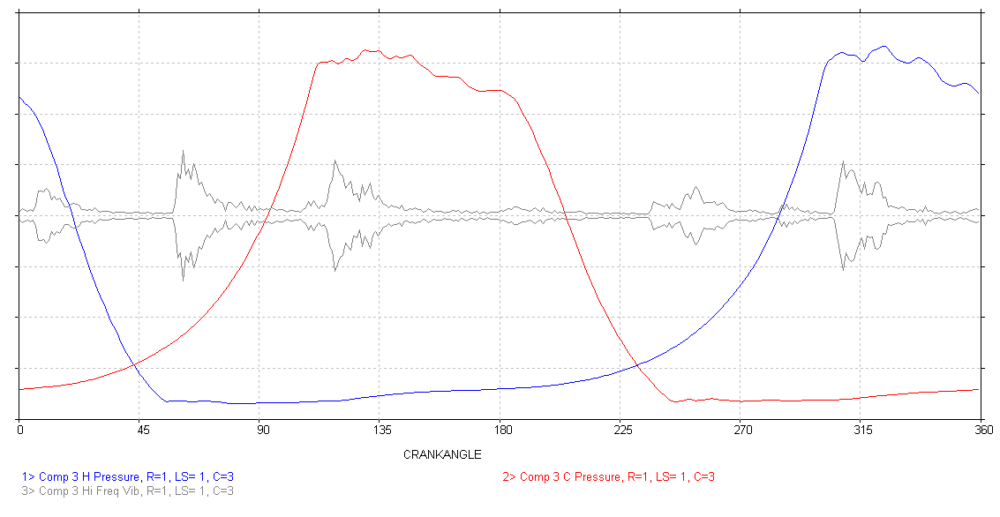 0 45 90 135 180 225 270 315 360
CRANKANGLE
1> Comp 3 H Pressure, R=1, LS= 1, C=3 2> Comp 3 C Pressure, R=1, LS= 1, C=3
3> Comp 3 Hi Freq Vib, R=1, LS= 1, C=3